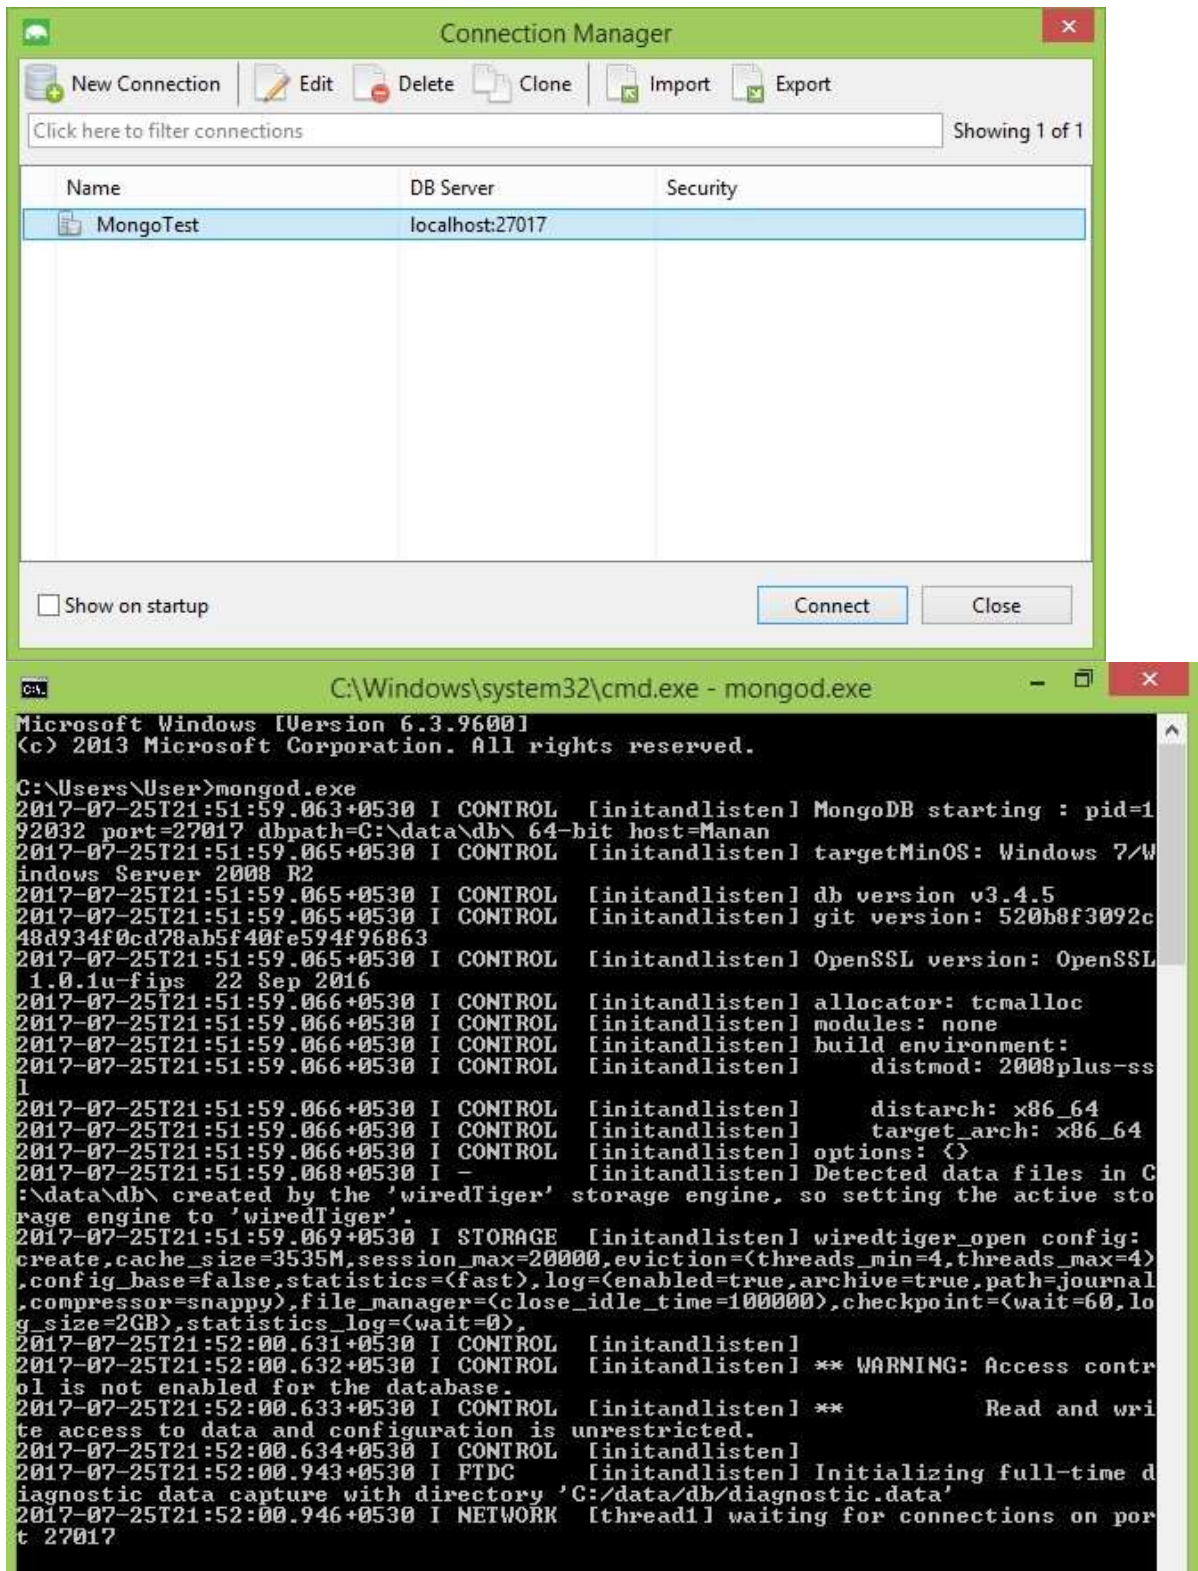 Connection Manager
New Connection Edit Delete Clone Import Export
Click here to filter connections Showing 1 of 1
Name DB Server Security
MongoTest localhost:27017
Show on startup Connect Close
C:\Windows\system32\cmd.exe - mongod.exe
Microsoft Windows [Version 6.3.9600]
(c) 2013 Microsoft Corporation. All rights reserved.
C:\Users\User>mongod.exe
2017-07-25T21:51:59.063+0530 I CONTROL  [initandlisten] MongoDB starting : pid=1
92032 port=27017 dbpath=C:\data\db\ 64-bit host=Manan
2017-07-25T21:51:59.065+0530 I CONTROL  [initandlisten] targetMinOS: Windows 7/W
indows Server 2008 R2
2017-07-25T21:51:59.065+0530 I CONTROL  [initandlisten] db version v3.4.5
2017-07-25T21:51:59.065+0530 I CONTROL  [initandlisten] git version: 520b8f3092c
48d934f0cd78ab5f40fe594f96863
2017-07-25T21:51:59.065+0530 I CONTROL  [initandlisten] OpenSSL version: OpenSSL
 1.0.1u-fips  22 Sep 2016
2017-07-25T21:51:59.066+0530 I CONTROL  [initandlisten] allocator: tcmalloc
2017-07-25T21:51:59.066+0530 I CONTROL  [initandlisten] modules: none
2017-07-25T21:51:59.066+0530 I CONTROL  [initandlisten] build environment:
2017-07-25T21:51:59.066+0530 I CONTROL  [initandlisten]     distmod: 2008plus-ss
l
2017-07-25T21:51:59.066+0530 I CONTROL  [initandlisten]     distarch: x86_64
2017-07-25T21:51:59.066+0530 I CONTROL  [initandlisten]     target_arch: x86_64
2017-07-25T21:51:59.066+0530 I CONTROL  [initandlisten] options: {}
2017-07-25T21:51:59.068+0530 I -        [initandlisten] Detected data files in C
:\data\db\ created by the 'wiredTiger' storage engine, so setting the active sto
rage engine to 'wiredTiger'.
2017-07-25T21:51:59.069+0530 I STORAGE  [initandlisten] wiredtiger_open config:
create,cache_size=3535M,session_max=20000,eviction=(threads_min=4,threads_max=4)
,config_base=false,statistics=(fast),log=(enabled=true,archive=true,path=journal
,compressor=snappy),file_manager=(close_idle_time=100000),checkpoint=(wait=60,lo
g_size=2GB),statistics_log=(wait=0),
2017-07-25T21:52:00.631+0530 I CONTROL  [initandlisten]
2017-07-25T21:52:00.632+0530 I CONTROL  [initandlisten] ** WARNING: Access contr
ol is not enabled for the database.
2017-07-25T21:52:00.633+0530 I CONTROL  [initandlisten] **          Read and wri
te access to data and configuration is unrestricted.
2017-07-25T21:52:00.634+0530 I CONTROL  [initandlisten]
2017-07-25T21:52:00.943+0530 I FTDC     [initandlisten] Initializing full-time d
iagnostic data capture with directory 'C:/data/db/diagnostic.data'
2017-07-25T21:52:00.946+0530 I NETWORK  [thread1] waiting for connections on por
t 27017